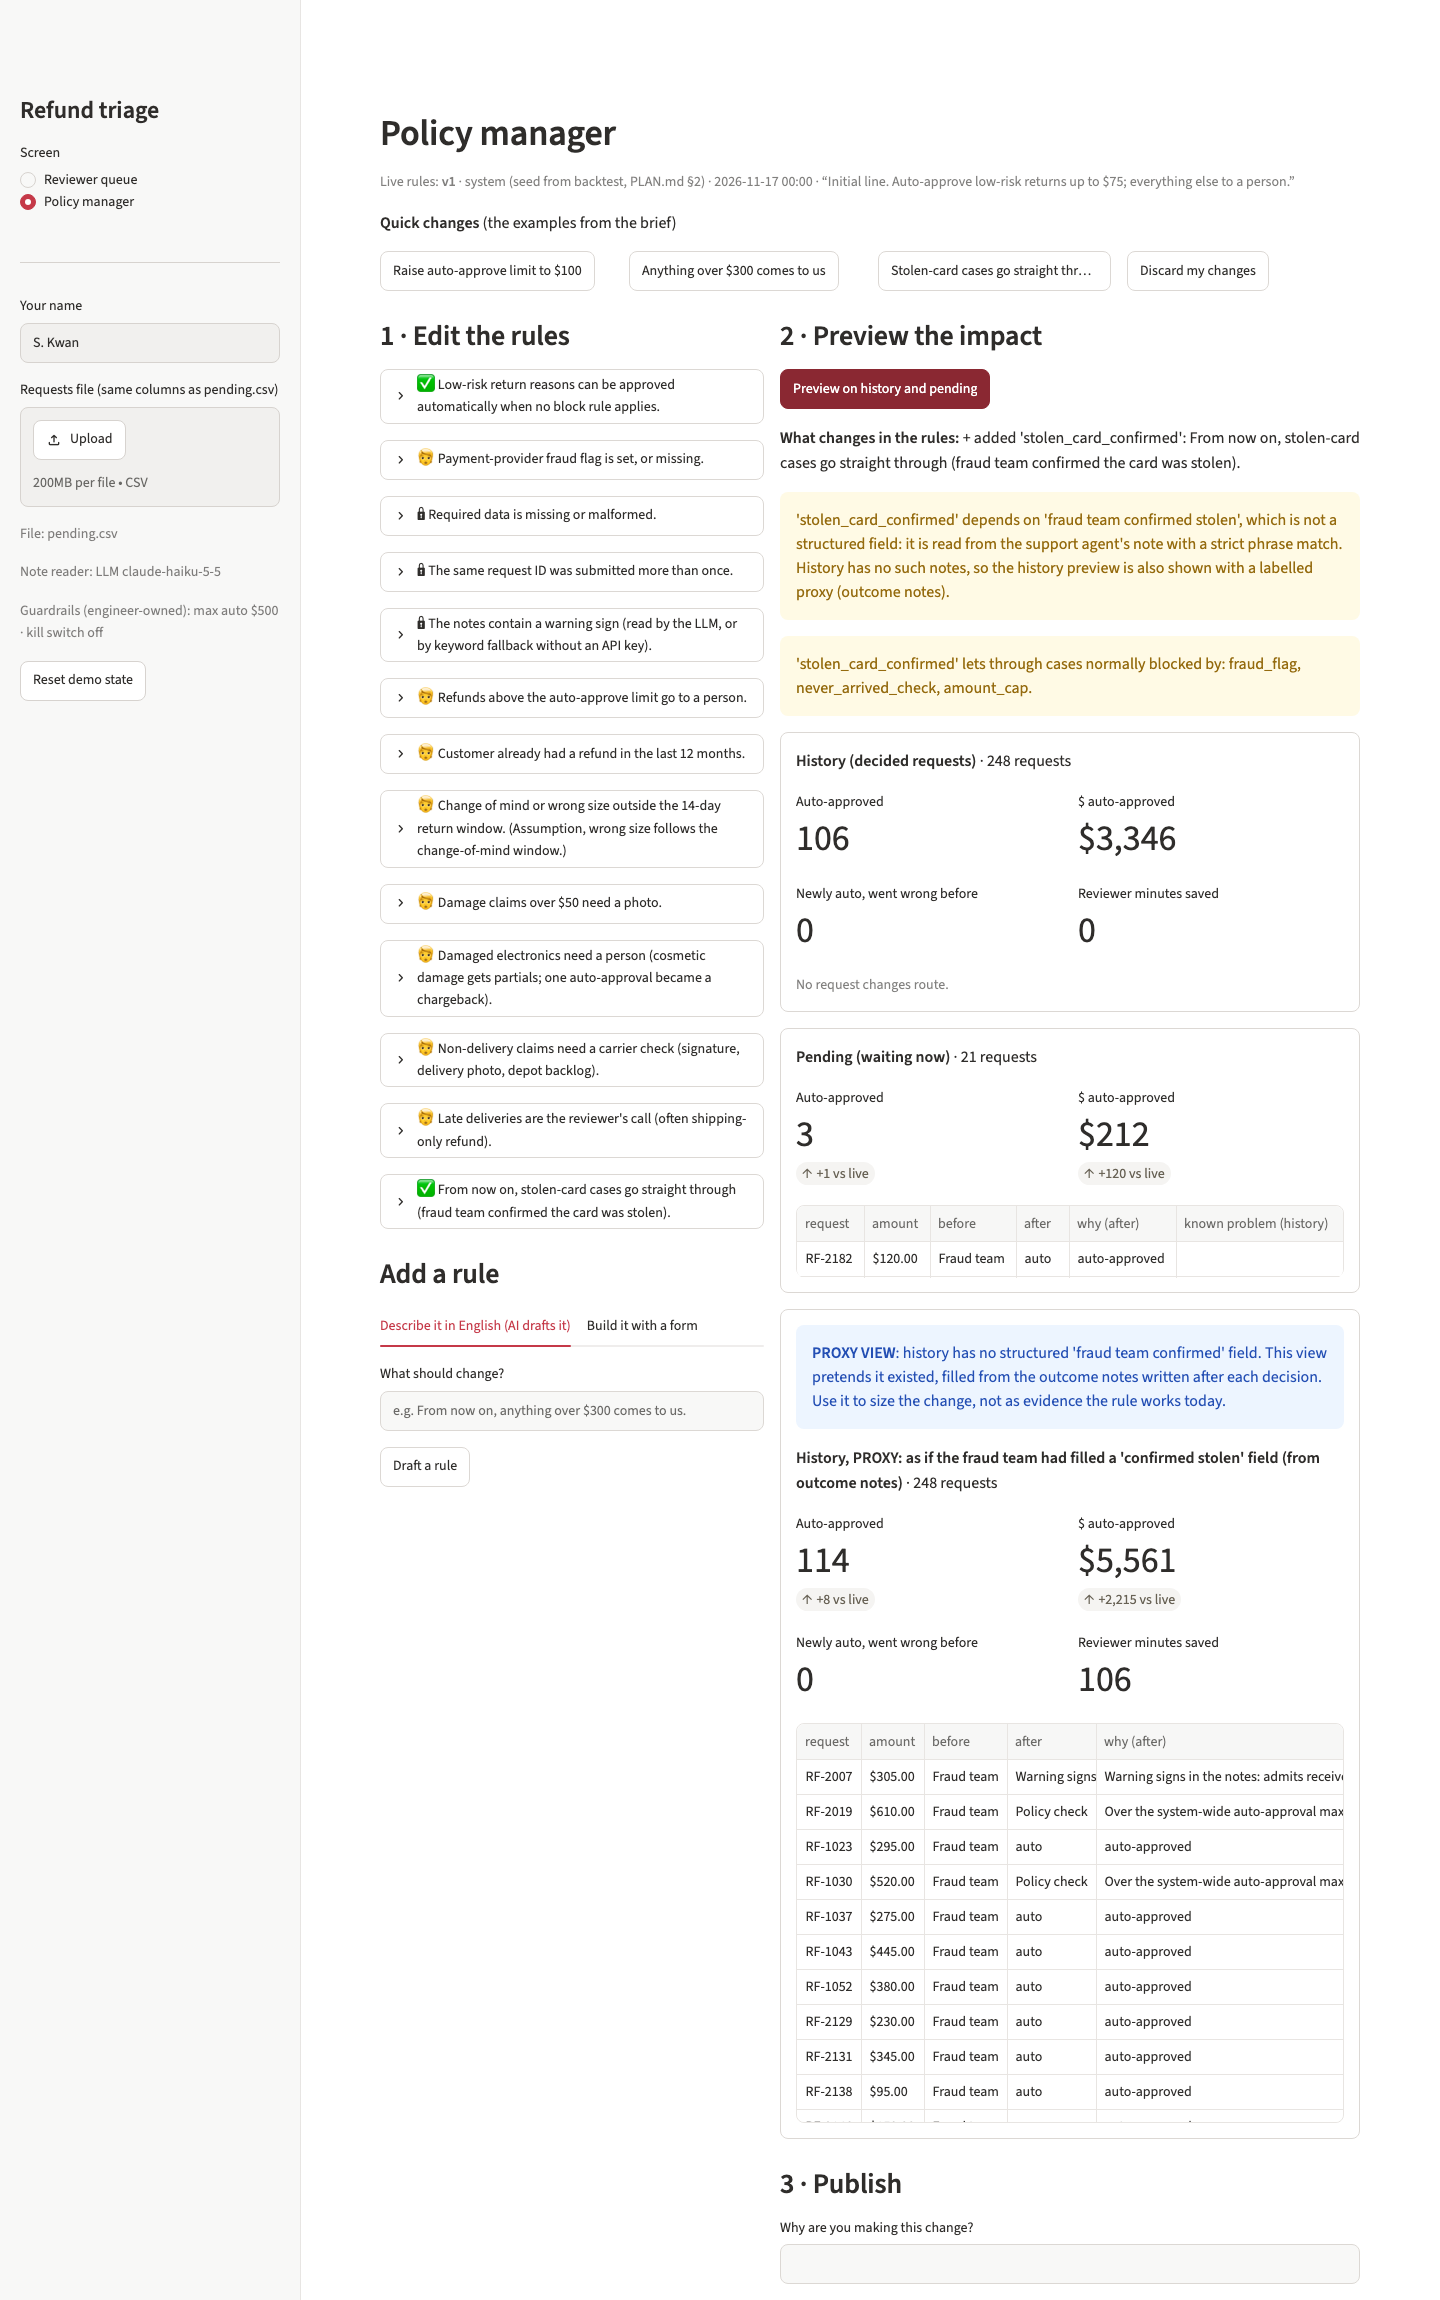 Refund triage
Screen
Reviewer queue
Policy manager
Your name
S. Kwan
Requests file (same columns as pending.csv)
Upload
200MB per file • CSV
File: pending.csv
Note reader: LLM claude-haiku-5-5
Guardrails (engineer-owned): max auto $500
· kill switch off
Reset demo state
Policy manager
Live rules: v1 · system (seed from backtest, PLAN.md §2) · 2026-11-17 00:00 · “Initial line. Auto-approve low-risk returns up to $75; everything else to a person.”
Quick changes (the examples from the brief)
Raise auto-approve limit to $100
Anything over $300 comes to us
Stolen-card cases go straight thr…
Discard my changes
1 · Edit the rules
✅ Low-risk return reasons can be approved
automatically when no block rule applies.
Payment-provider fraud flag is set, or missing.
Required data is missing or malformed.
The same request ID was submitted more than once.
The notes contain a warning sign (read by the LLM, or
by keyword fallback without an API key).
Refunds above the auto-approve limit go to a person.
Customer already had a refund in the last 12 months.
Change of mind or wrong size outside the 14-day
return window. (Assumption, wrong size follows the
change-of-mind window.)
Damage claims over $50 need a photo.
Damaged electronics need a person (cosmetic
damage gets partials; one auto-approval became a
chargeback).
Non-delivery claims need a carrier check (signature,
delivery photo, depot backlog).
Late deliveries are the reviewer's call (often shipping-
only refund).
✅ From now on, stolen-card cases go straight through
(fraud team confirmed the card was stolen).
Add a rule
Describe it in English (AI drafts it)
Build it with a form
What should change?
e.g. From now on, anything over $300 comes to us.
Draft a rule
2 · Preview the impact
Preview on history and pending
What changes in the rules: + added 'stolen_card_confirmed': From now on, stolen-card
cases go straight through (fraud team confirmed the card was stolen).
'stolen_card_confirmed' depends on 'fraud team confirmed stolen', which is not a
structured field: it is read from the support agent's note with a strict phrase match.
History has no such notes, so the history preview is also shown with a labelled
proxy (outcome notes).
'stolen_card_confirmed' lets through cases normally blocked by: fraud_flag,
never_arrived_check, amount_cap.
History (decided requests) · 248 requests
Auto-approved $ auto-approved
106 $3,346
Newly auto, went wrong before Reviewer minutes saved
0 0
No request changes route.
Pending (waiting now) · 21 requests
Auto-approved $ auto-approved
3 $212
↑ +1 vs live ↑ +120 vs live
request amount before after why (after) known problem (history)
RF-2182 $120.00 Fraud team auto auto-approved
PROXY VIEW: history has no structured 'fraud team confirmed' field. This view
pretends it existed, filled from the outcome notes written after each decision.
Use it to size the change, not as evidence the rule works today.
History, PROXY: as if the fraud team had filled a 'confirmed stolen' field (from
outcome notes) · 248 requests
Auto-approved $ auto-approved
114 $5,561
↑ +8 vs live ↑ +2,215 vs live
Newly auto, went wrong before Reviewer minutes saved
0 106
request amount before after why (after)
RF-2007 $305.00 Fraud team Warning signs Warning signs in the notes: admits receiv
RF-2019 $610.00 Fraud team Policy check Over the system-wide auto-approval max
RF-1023 $295.00 Fraud team auto auto-approved
RF-1030 $520.00 Fraud team Policy check Over the system-wide auto-approval max
RF-1037 $275.00 Fraud team auto auto-approved
RF-1043 $445.00 Fraud team auto auto-approved
RF-1052 $380.00 Fraud team auto auto-approved
RF-2129 $230.00 Fraud team auto auto-approved
RF-2131 $345.00 Fraud team auto auto-approved
RF-2138 $95.00 Fraud team auto auto-approved
3 · Publish
Why are you making this change?